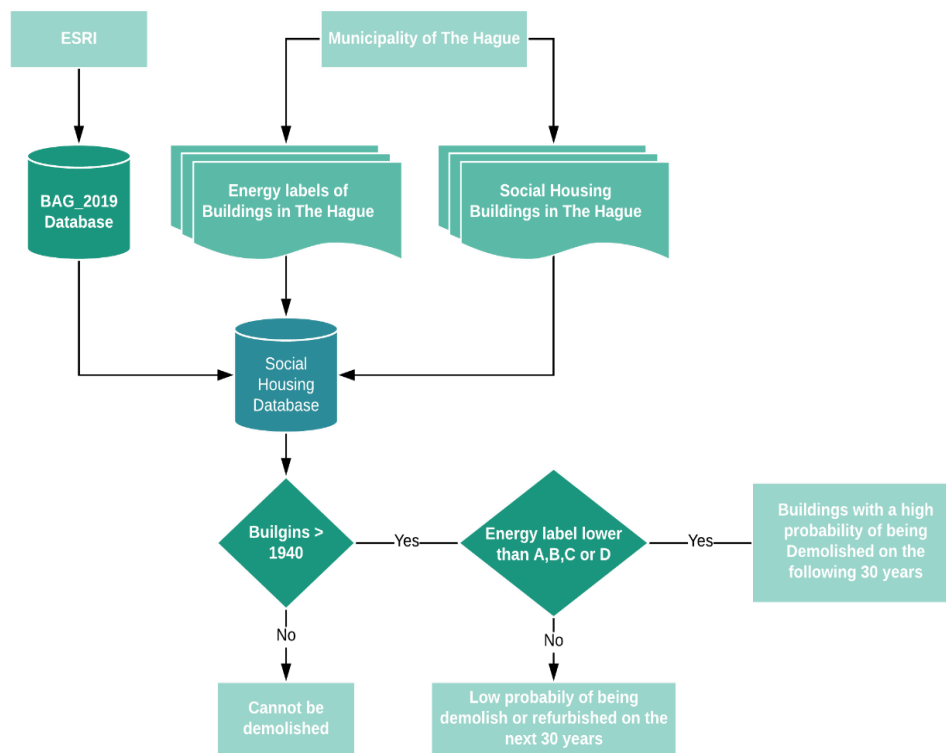 ESRI
Municipality of The Hague
BAG_2019
Database
Energy labels of
Buildings in The Hague
Social Housing
Buildings in The Hague
Social
Housing
Database
Builgins >
1940
Yes
Energy label lower
than A,B,C or D
Yes
Buildings with a high
probability of being
Demolished on the
following 30 years
No
No
Cannot be
demolished
Low probabily of being
demolish or refurbished on the
next 30 years